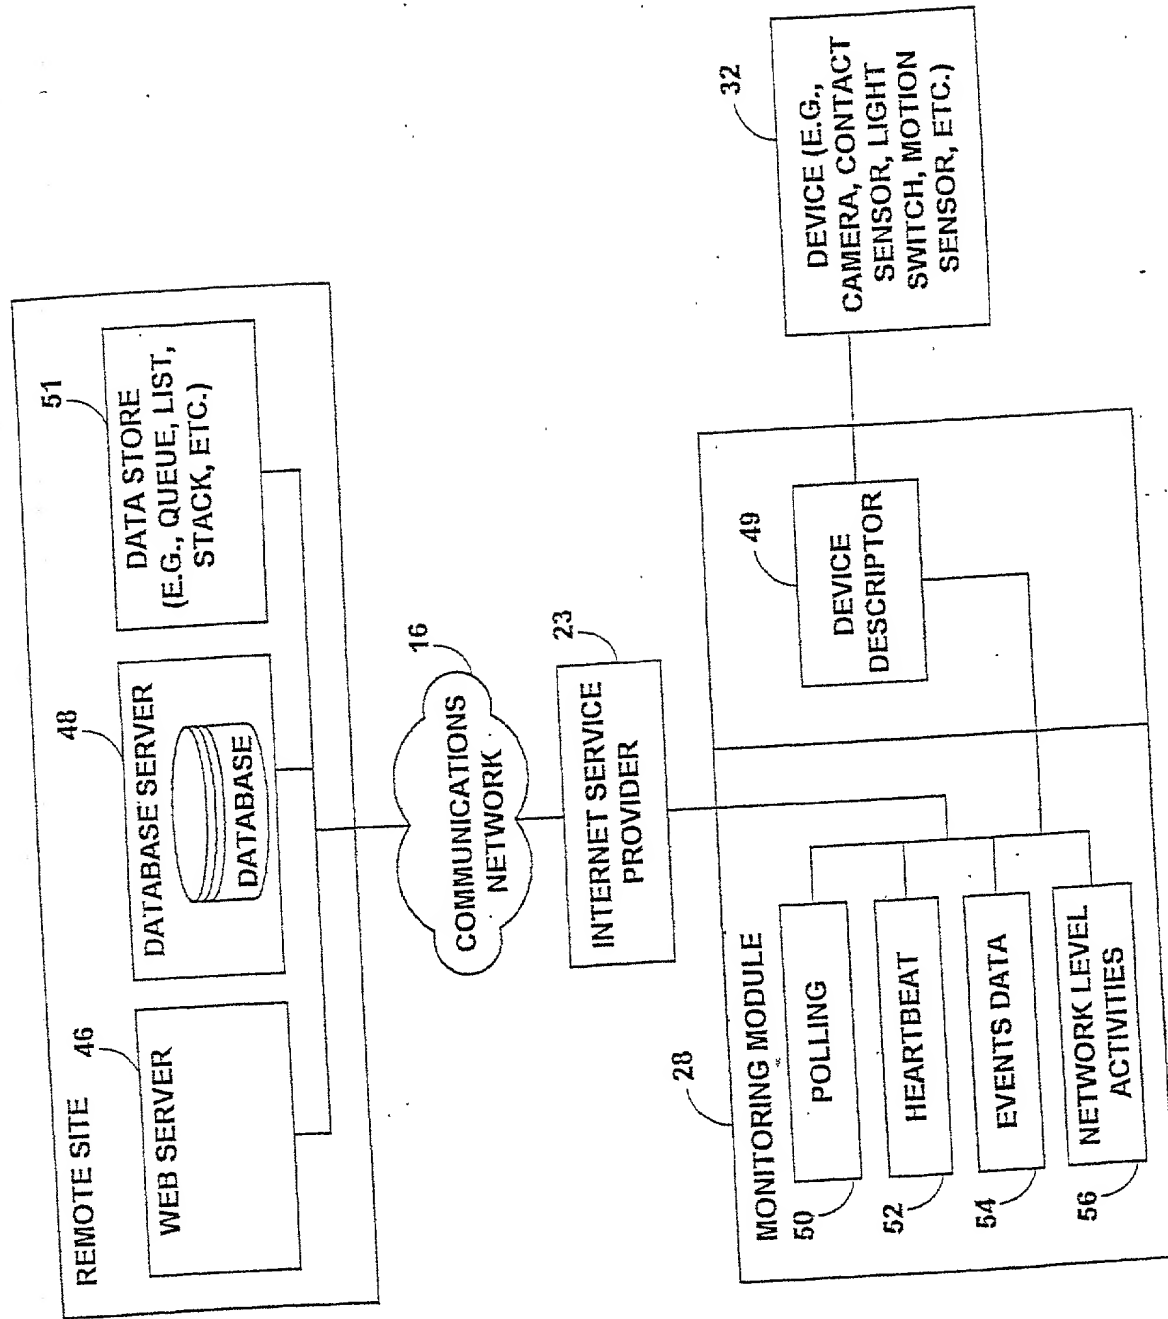 REMOTE SITE
46
WEB SERVER
48
DATABASE SERVER
DATABASE
51
DATA STORE
(E.G., QUEUE, LIST,
STACK, ETC.)
16
COMMUNICATIONS
NETWORK
23
INTERNET SERVICE
PROVIDER
28
MONITORING MODULE
50
POLLING
52
HEARTBEAT
54
EVENTS DATA
56
NETWORK LEVEL
ACTIVITIES
49
DEVICE
DESCRIPTOR
32
DEVICE (E.G.,
CAMERA, CONTACT
SENSOR, LIGHT
SWITCH, MOTION
SENSOR, ETC.)